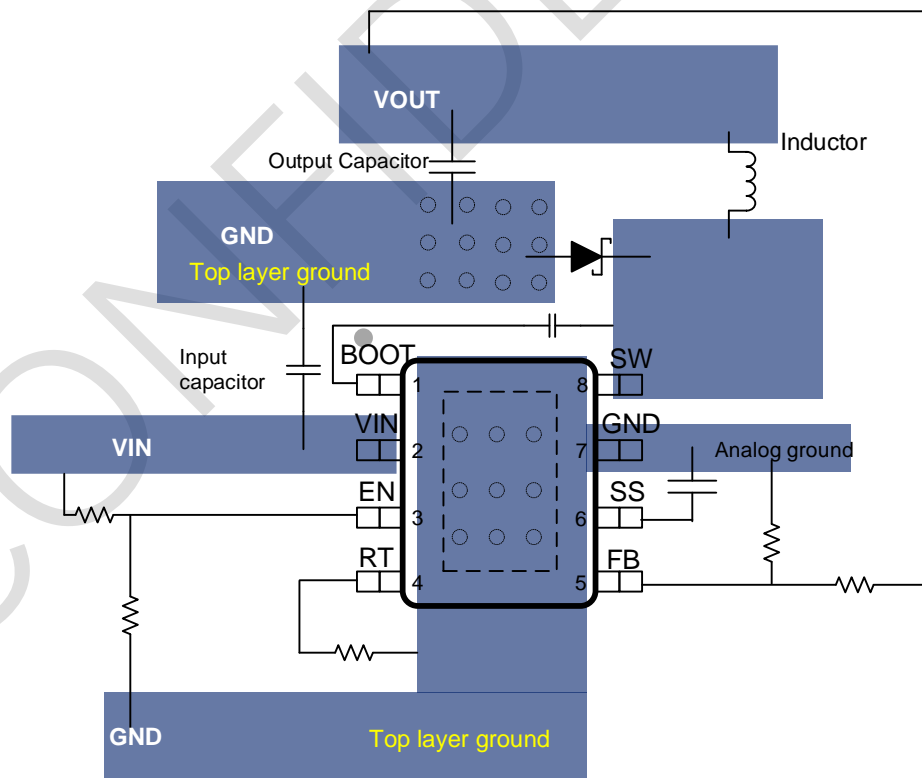 CONFIDE
VOUT
Inductor
Output Capacitor
GND
Top layer ground
Input
capacitor
BOOT
SW
1
8
VIN
VIN
GND
2
7
Analog ground
EN
SS
3
6
RT
FB
4
5
GND
Top layer ground